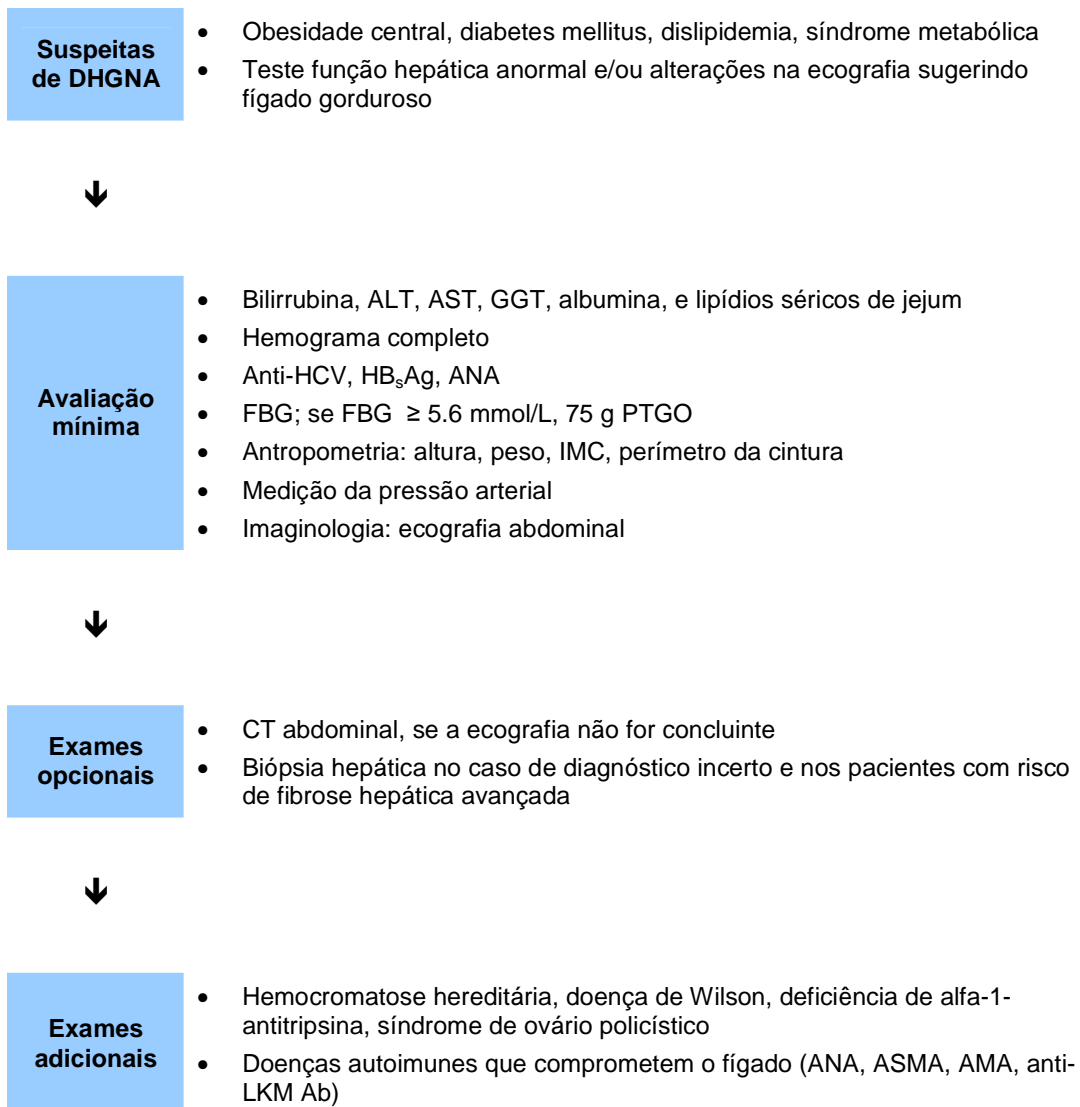 Suspeitas
de DHGNA
• Obesidade central, diabetes mellitus, dislipidemia, síndrome metabólica
• Teste função hepática anormal e/ou alterações na ecografia sugerindo
fígado gorduroso
Avaliação
mínima
• Bilirrubina, ALT, AST, GGT, albumina, e lipídios séricos de jejum
• Hemograma completo
• Anti-HCV, HBsAg, ANA
• FBG; se FBG ≥ 5.6 mmol/L, 75 g PTGO
• Antropometria: altura, peso, IMC, perímetro da cintura
• Medição da pressão arterial
• Imaginologia: ecografia abdominal
Exames
opcionais
• CT abdominal, se a ecografia não for concluinte
• Biópsia hepática no caso de diagnóstico incerto e nos pacientes com risco
de fibrose hepática avançada
Exames
adicionais
• Hemocromatose hereditária, doença de Wilson, deficiência de alfa-1-
antitripsina, síndrome de ovário policístico
• Doenças autoimunes que comprometem o fígado (ANA, ASMA, AMA, anti-
LKM Ab)